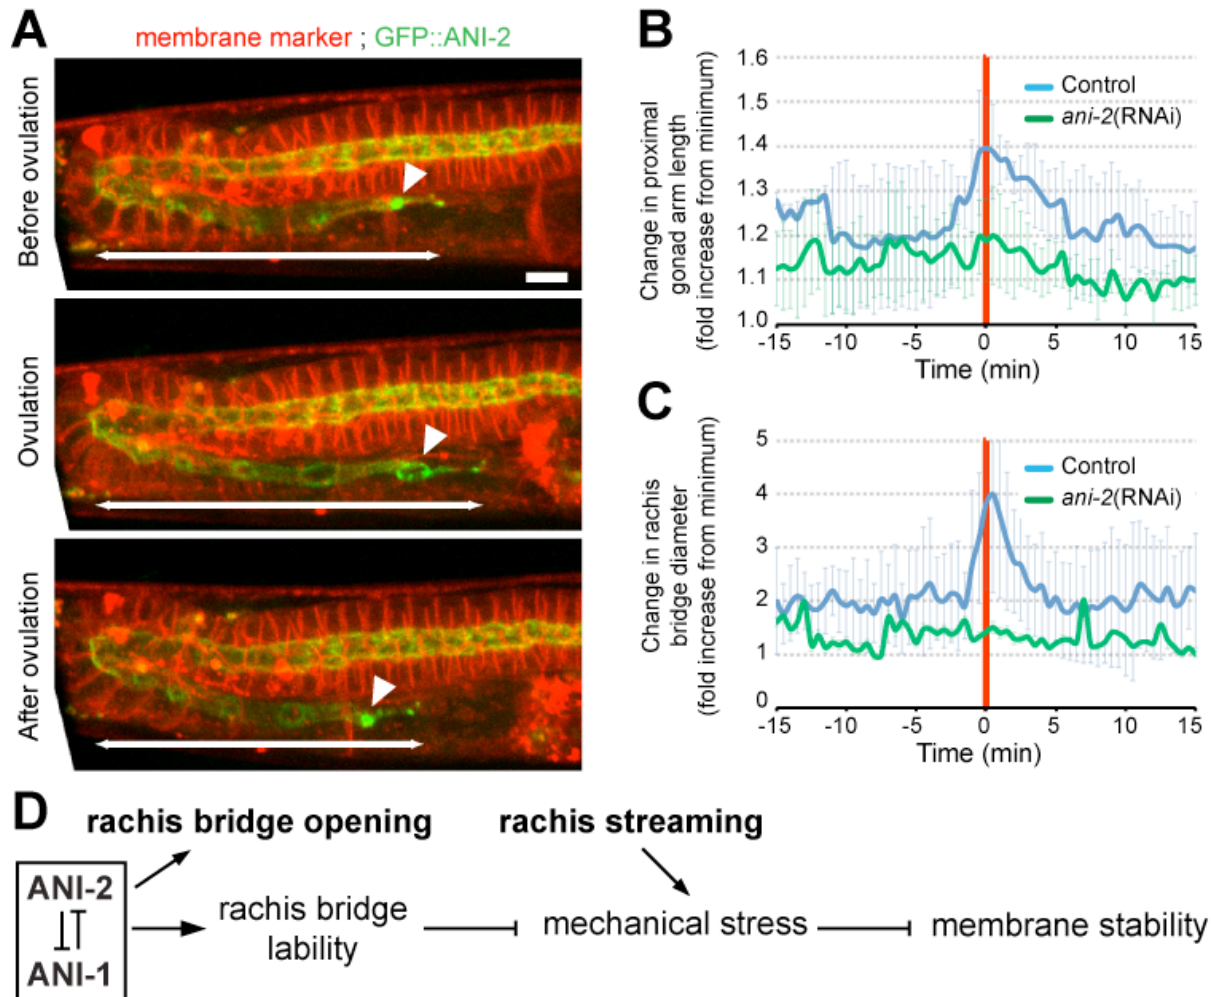 A
membrane marker ; GFP::ANI-2
Before ovulation
Ovulation
After ovulation
B
Change in proximal
gonad arm length
(fold increase from minimum)
1.6
1.5
1.4
1.3
1.2
1.1
1.0
Control
ani-2(RNAi)
-15
-10
-5
0
5
10
15
Time (min)
C
Change in rachis
bridge diameter
(fold increase from minimum)
5
4
3
2
1
0
Control
ani-2(RNAi)
-15
-10
-5
0
5
10
15
Time (min)
D
rachis bridge opening
rachis streaming
ANI-2
ANI-1
rachis bridge
lability
mechanical stress
membrane stability